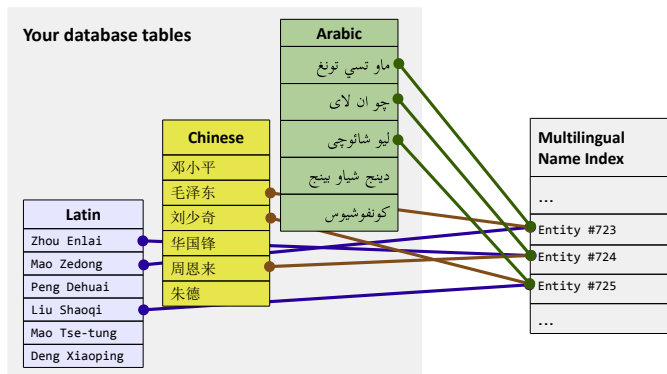 Your database tables
Arabic
ماو تسي تونغ
چو ان لای
ليو شائوچی
دينج شياو بينج
كونفوشيوس
Chinese
邓小平
毛泽东
刘少奇
华国锋
周恩来
朱德
Latin
Zhou Enlai
Mao Zedong
Peng Dehuai
Liu Shaoqi
Mao Tse-tung
Deng Xiaoping
Multilingual
Name Index
...
Entity #723
Entity #724
Entity #725
...